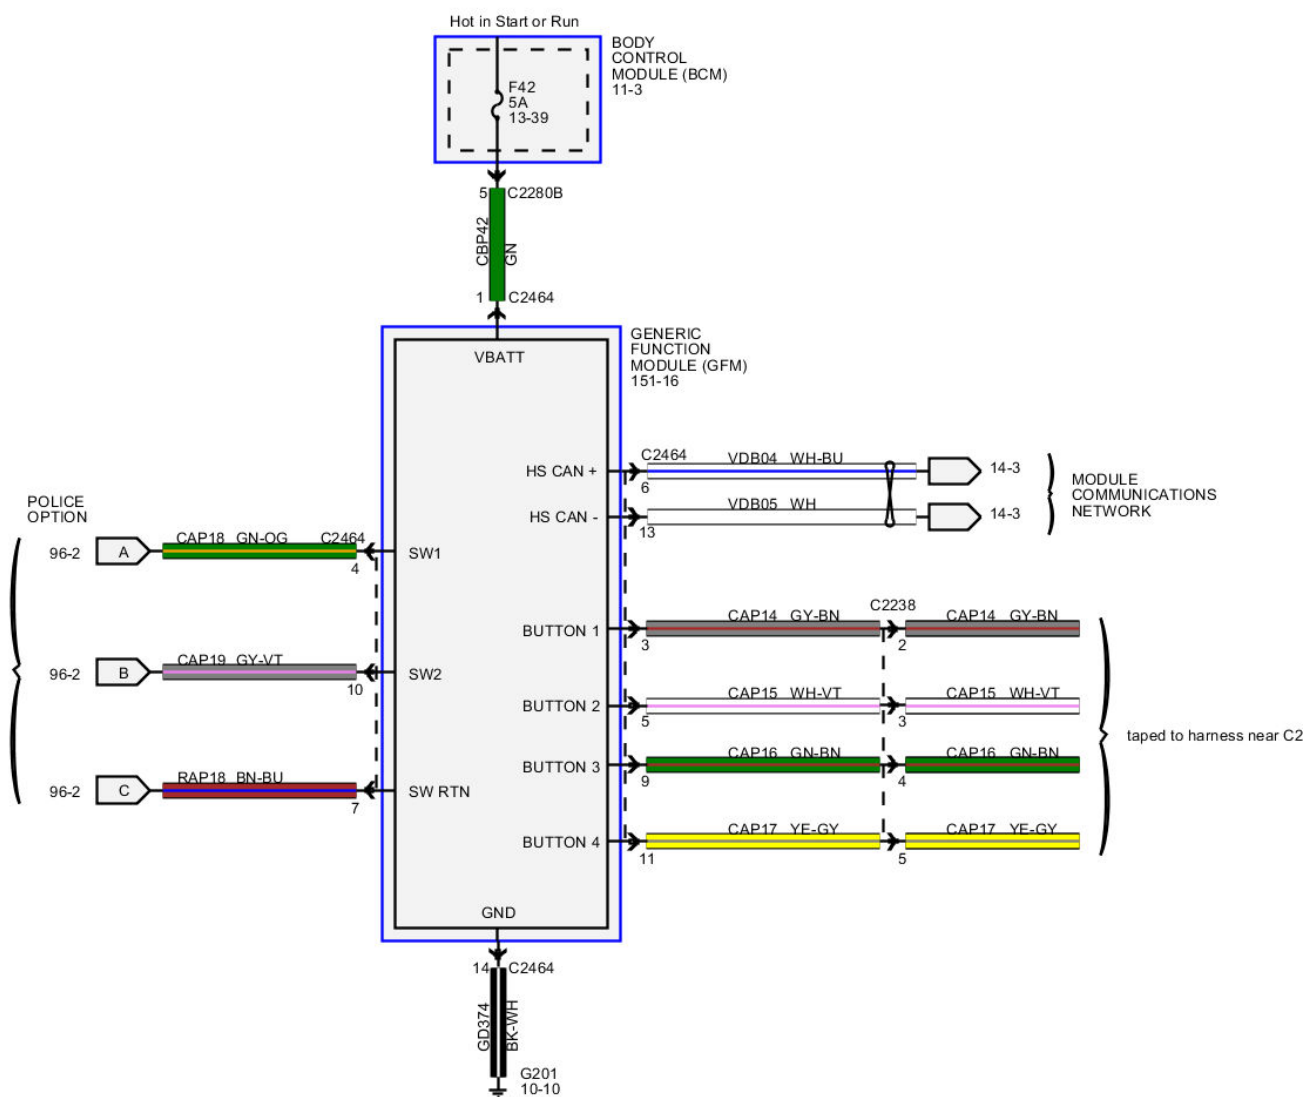 Hot in Start or Run
BODY
CONTROL
MODULE (BCM)
11-3
F42
5A
13-39
5 C2280B
CBP42
GN
1 C2464
GENERIC
FUNCTION
MODULE (GFM)
151-16
VBATT
HS CAN +
C2464
VDB04 WH-BU
6
14-3
HS CAN -
VDB05 WH
13
14-3
MODULE
COMMUNICATIONS
NETWORK
POLICE
OPTION
96-2
A
CAP18 GN-OG
C2464
4
SW1
96-2
B
CAP19 GY-VT
10
SW2
96-2
C
RAP18 BN-BU
7
SW RTN
BUTTON 1
CAP14 GY-BN
3
C2238
CAP14 GY-BN
2
BUTTON 2
CAP15 WH-VT
5
CAP15 WH-VT
3
BUTTON 3
CAP16 GN-BN
9
CAP16 GN-BN
4
BUTTON 4
CAP17 YE-GY
11
CAP17 YE-GY
5
taped to harness near C2
GND
14 C2464
GD374
BK-WH
G201
10-10